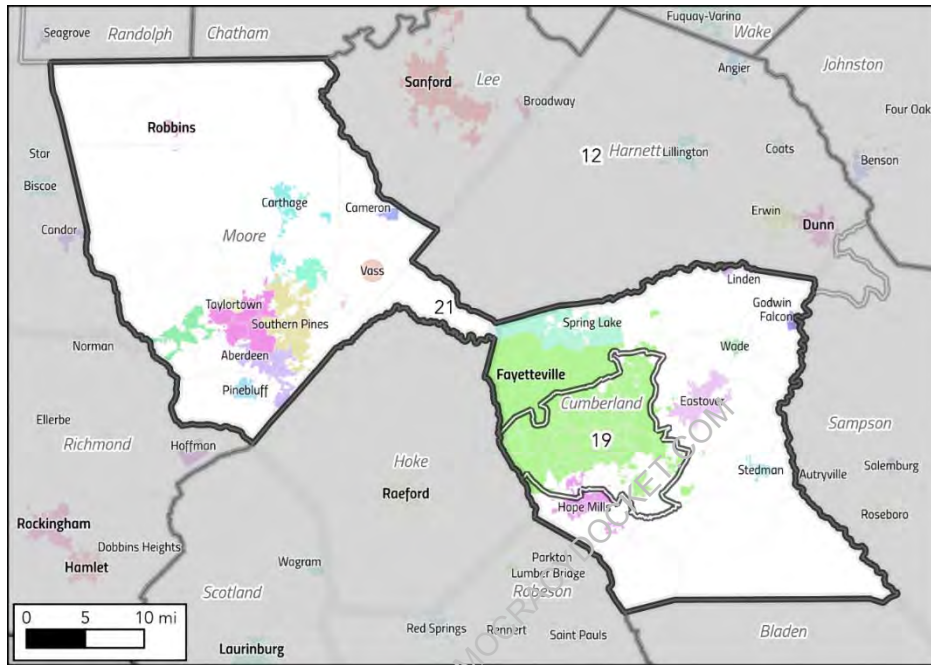 Seagrove
Randolph
Chatham
Fuquay-Varina
Wake
Johnston
Sanford
Lee
Angier
Broadway
Four Oak
Robbins
12
Harnett
Lillington
Coats
Benson
Star
Biscoe
Carthage
Cameron
Erwin
Dunn
Candor
Moore
Vass
Linden
Taylortown
21
Godwin
Falcon
Southern Pines
Spring Lake
Norman
Aberdeen
Wade
Fayetteville
Pinebluff
Cumberland
Eastover
Ellerbe
Sampson
Richmond
Hoffman
19
Hoke
Stedman
Autryville
Salemburg
Raeford
Hope Mills
Roseboro
Rockingham
Dobbins Heights
Hamlet
Wagram
Parkton
Lumber Bridge
Scotland
Robeson
0 5 10 mi
Red Springs
Rennert
Saint Pauls
Bladen
Laurinburg
MOCRACYDOCKET.COM